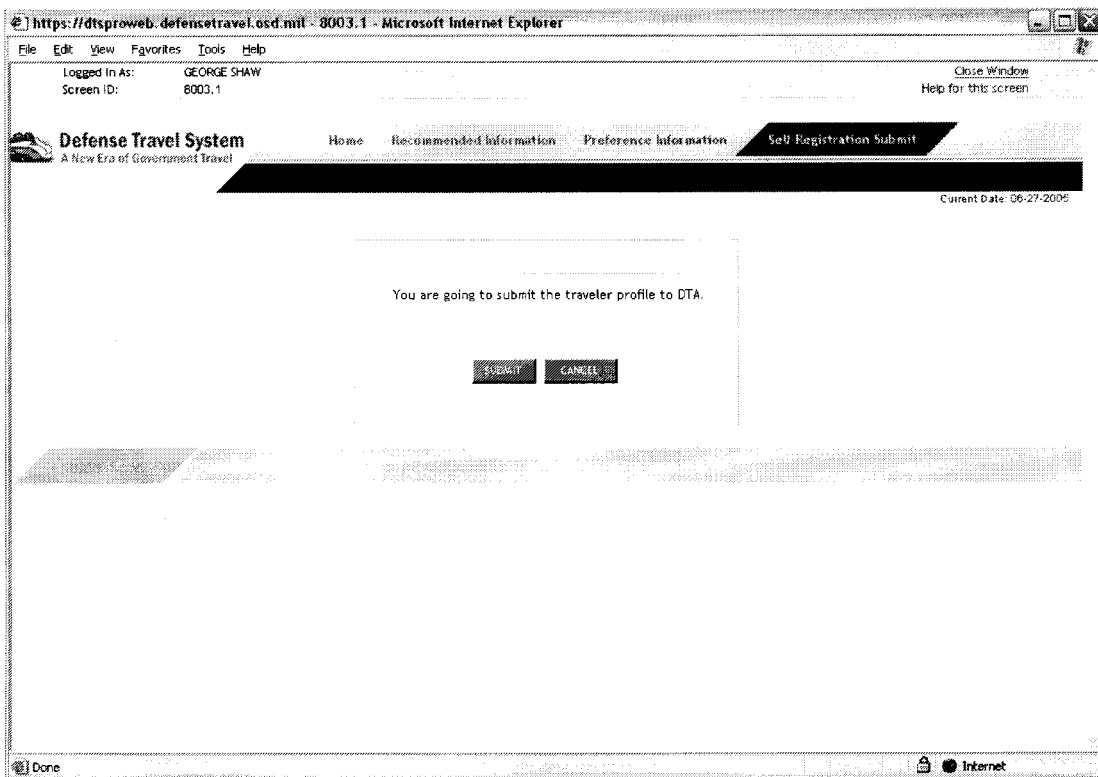 https://dtsproweb.defensetravel.osd.mil - 8003.1 - Microsoft Internet Explorer
File Edit View Favorites Tools Help
Logged In As: GEORGE SHAW Close Window
Screen ID: 8003.1 Help for this screen
Defense Travel System Home Recommended Information Preference Information Self Registration Submit
A New Era of Government Travel
Current Date: 06-27-2006
You are going to submit the traveler profile to DTA.
SUBMIT CANCEL
Done Internet